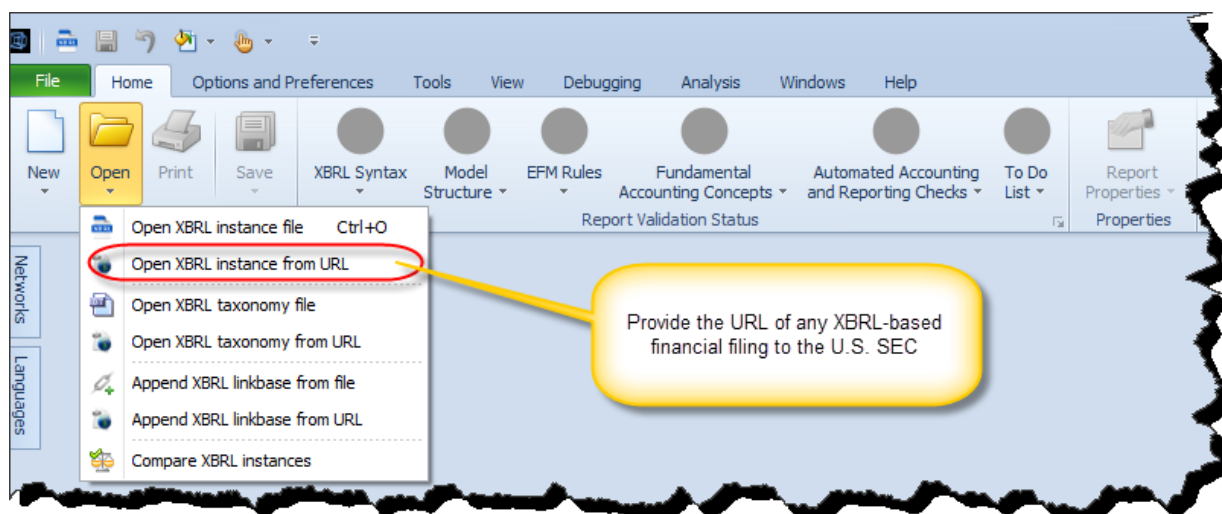 File Home Options and Preferences Tools View Debugging Analysis Windows Help
New Open Print Save XBRL Syntax Model Structure EFM Rules Fundamental Accounting Concepts Automated Accounting and Reporting Checks To Do List Report Properties
Report Validation Status Properties
Open XBRL instance file Ctrl+O
Open XBRL instance from URL
Open XBRL taxonomy file
Open XBRL taxonomy from URL
Append XBRL linkbase from file
Append XBRL linkbase from URL
Compare XBRL instances
Networks
Languages
Provide the URL of any XBRL-based
financial filing to the U.S. SEC